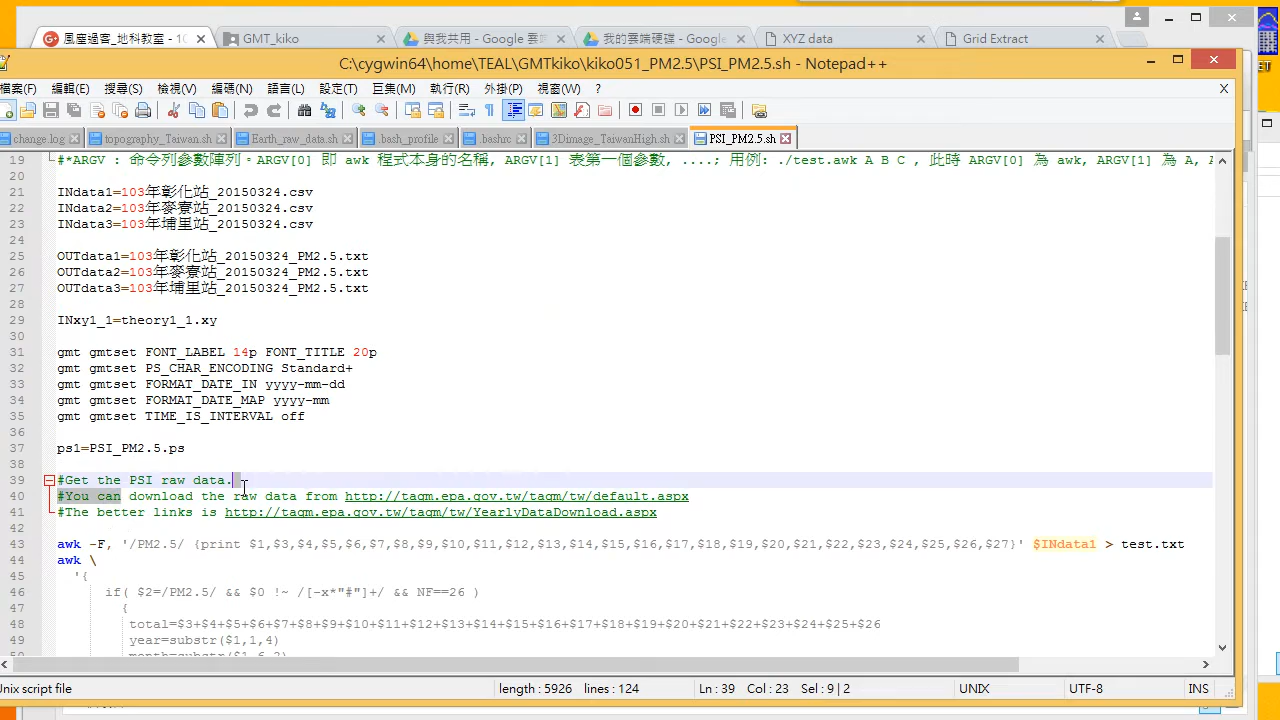 風塵過客_地科教室 - 10
GMT_kiko
與我共用 - Google 雲端
我的雲端硬碟 - Google
XYZ data
Grid Extract
C:\cygwin64\home\TEAL\GMTkiko\kiko051_PM2.5\PSI_PM2.5.sh - Notepad++
檔案(F) 編輯(E) 搜尋(S) 檢視(V) 編碼(N) 語言(L) 設定(T) 巨集(M) 執行(R) 外掛(P) 視窗(W) ? X
change.log topography_Taiwan.sh Earth_raw_data.sh .bash_profile .bashrc 3Dimage_TaiwanHigh.sh PSI_PM2.5.sh
19 #*ARGV : 命令列參數陣列。ARGV[0] 即 awk 程式本身的名稱, ARGV[1] 表第一個參數, ....; 用例: ./test.awk A B C , 此時 ARGV[0] 為 awk, ARGV[1] 為 A,
20
21 INdata1=103年彰化站_20150324.csv
22 INdata2=103年麥寮站_20150324.csv
23 INdata3=103年埔里站_20150324.csv
24
25 OUTdata1=103年彰化站_20150324_PM2.5.txt
26 OUTdata2=103年麥寮站_20150324_PM2.5.txt
27 OUTdata3=103年埔里站_20150324_PM2.5.txt
28
29 INxy1_1=theory1_1.xy
30
31 gmt gmtset FONT_LABEL 14p FONT_TITLE 20p
32 gmt gmtset PS_CHAR_ENCODING Standard+
33 gmt gmtset FORMAT_DATE_IN yyyy-mm-dd
34 gmt gmtset FORMAT_DATE_MAP yyyy-mm
35 gmt gmtset TIME_IS_INTERVAL off
36
37 ps1=PSI_PM2.5.ps
38
39 #Get the PSI raw data.
40 #You can download the raw data from http://taqm.epa.gov.tw/taqm/tw/default.aspx
41 #The better links is http://taqm.epa.gov.tw/taqm/tw/YearlyDataDownload.aspx
42
43 awk -F, '/PM2.5/ {print $1,$3,$4,$5,$6,$7,$8,$9,$10,$11,$12,$13,$14,$15,$16,$17,$18,$19,$20,$21,$22,$23,$24,$25,$26,$27}' $INdata1 > test.txt
44 awk \
45 '{
46 if( $2=/PM2.5/ && $0 !~ /[-x*"#"]+/ && NF==26 )
47 {
48 total=$3+$4+$5+$6+$7+$8+$9+$10+$11+$12+$13+$14+$15+$16+$17+$18+$19+$20+$21+$22+$23+$24+$25+$26
49 year=substr($1,1,4)
50 month=substr($1,6,2)
Unix script file length : 5926 lines : 124 Ln : 39 Col : 23 Sel : 9 | 2 UNIX UTF-8 INS